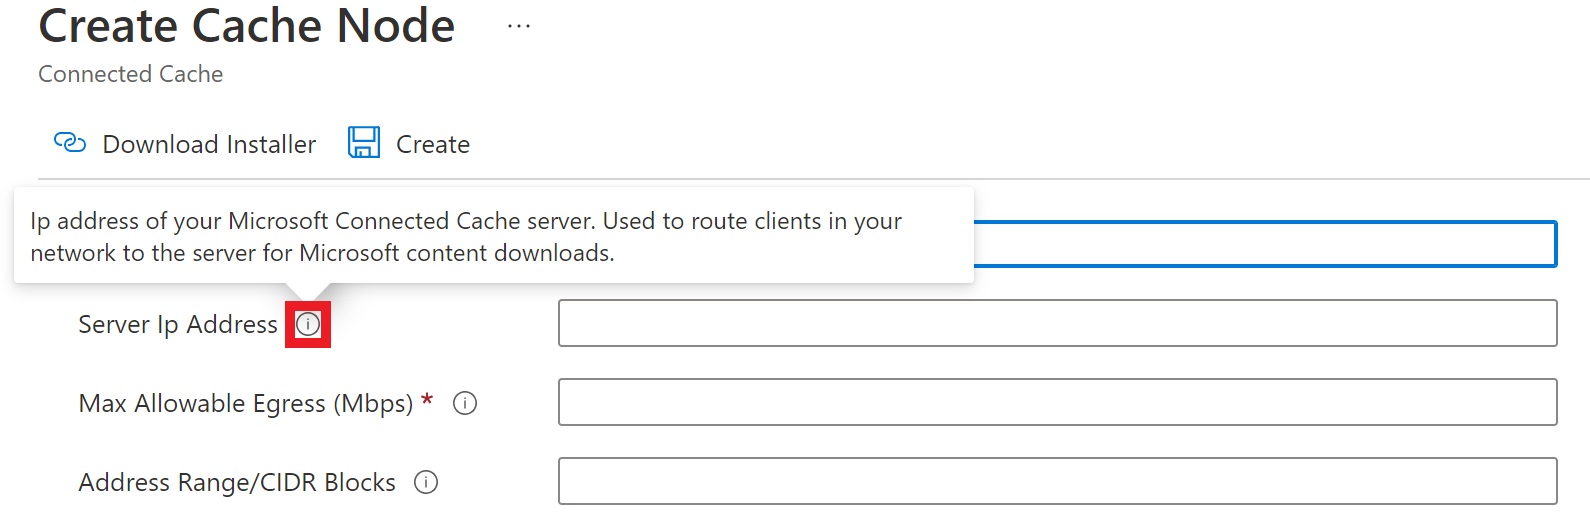 Create Cache Node ...
Connected Cache
Download Installer Create
Ip address of your Microsoft Connected Cache server. Used to route clients in your
network to the server for Microsoft content downloads.
Server Ip Address
Max Allowable Egress (Mbps) *
Address Range/CIDR Blocks